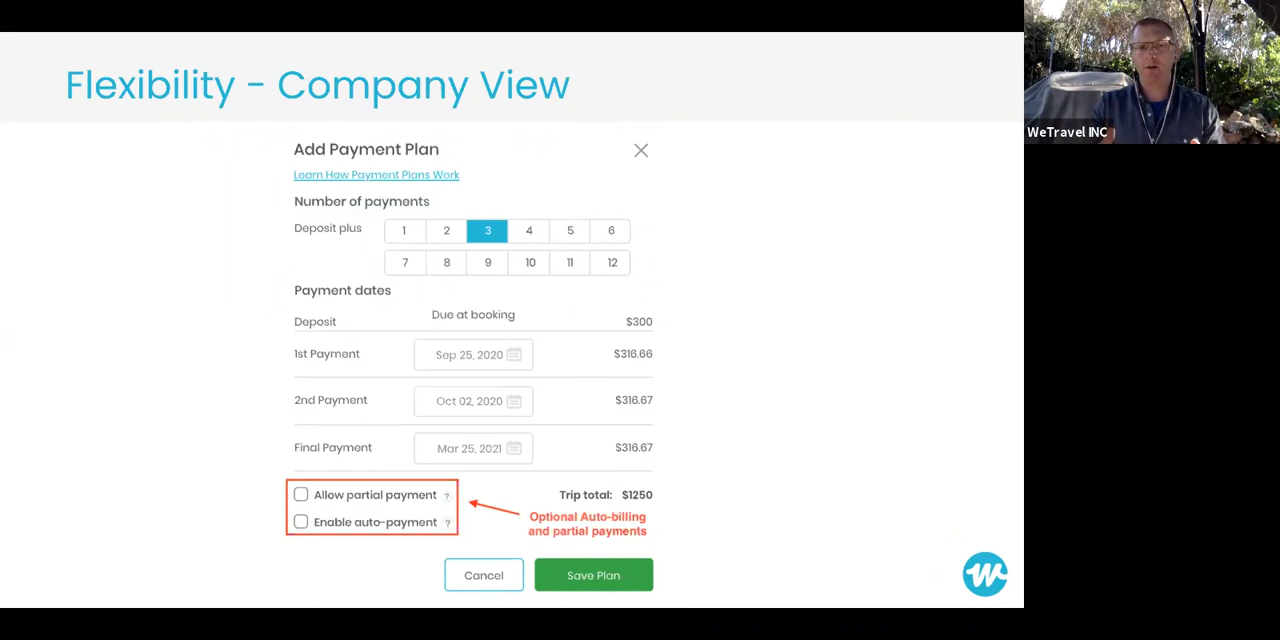 Flexibility - Company View
WeTravel INC
Add Payment Plan
Learn How Payment Plans Work
Number of payments
Deposit plus 1 2 3 4 5 6
7 8 9 10 11 12
Payment dates
Deposit Due at booking $300
1st Payment Sep 25, 2020 $316.66
2nd Payment Oct 02, 2020 $316.67
Final Payment Mar 25, 2021 $316.67
Allow partial payment ? Trip total: $1250
Enable auto-payment ? Optional Auto-billing
and partial payments
Cancel Save Plan
W